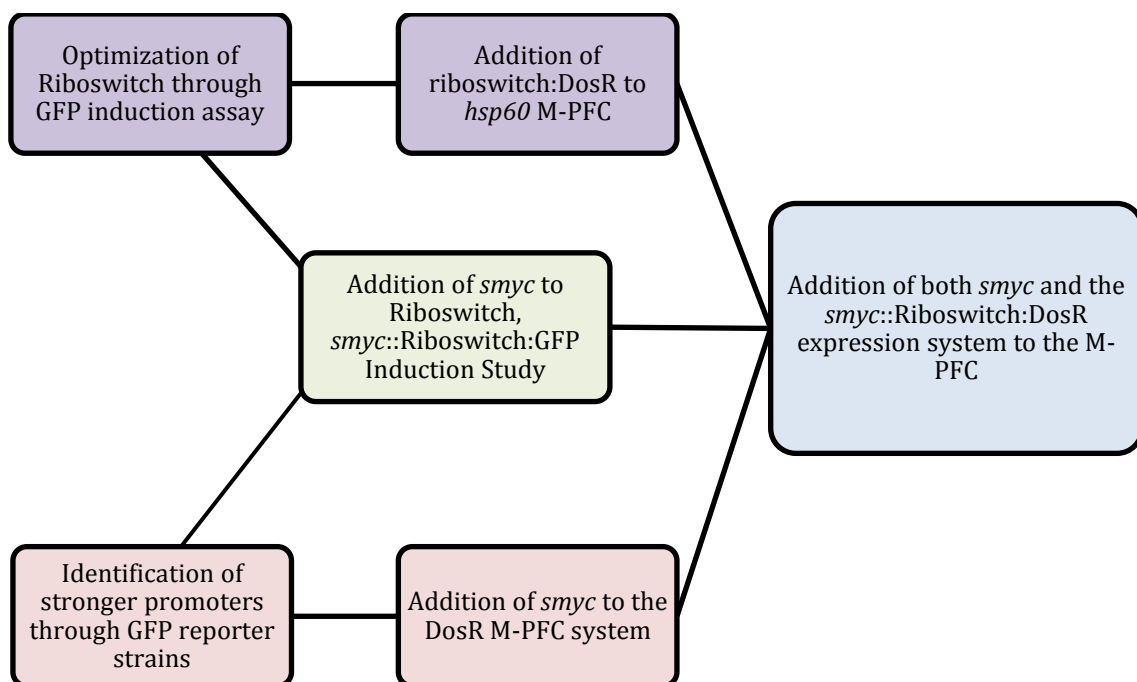 Optimization of
Riboswitch through
GFP induction assay
Addition of
riboswitch:DosR to
hsp60 M-PFC
Addition of smyc to
Riboswitch,
smyc::Riboswitch:GFP
Induction Study
Addition of both smyc and the
smyc::Riboswitch:DosR
expression system to the M-
PFC
Identification of
stronger promoters
through GFP reporter
strains
Addition of smyc to the
DosR M-PFC system